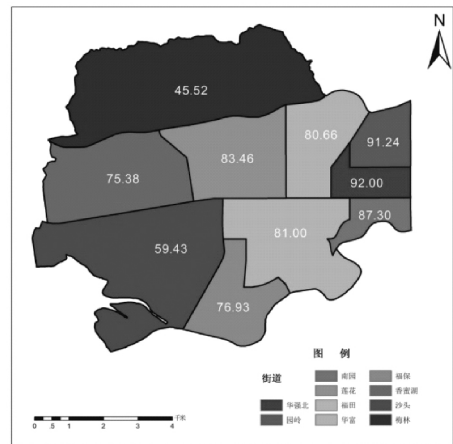 N
45.52
80.66
91.24
83.46
75.38
92.00
87.30
81.00
59.43
76.93
图 例
街道 南园 福保
莲花 香蜜湖
华强北 福田 沙头
园岭 华富 梅林
0 .5 1 2 3 4 千米